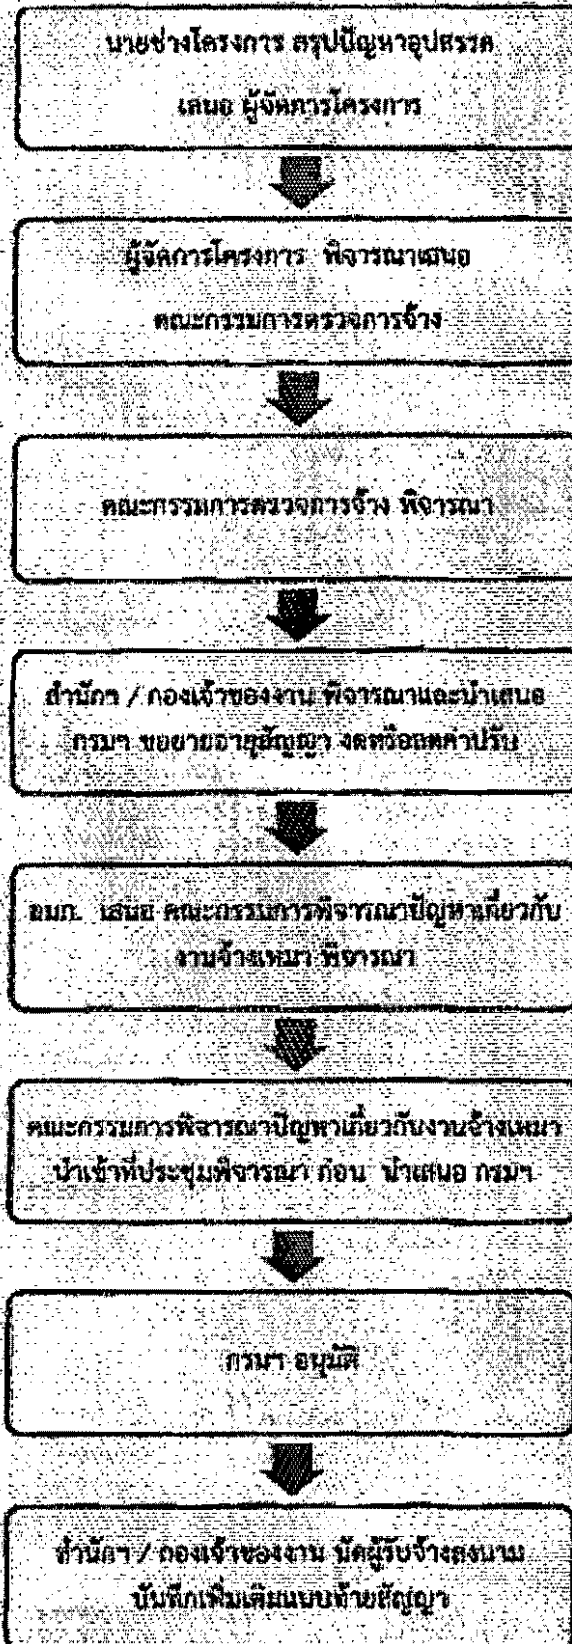 นายช่างโครงการ สรุปปัญหาอุปสรรค
เสนอ ผู้จัดการโครงการ
ผู้จัดการโครงการ พิจารณาเสนอ
คณะกรรมการตรวจการจ้าง
คณะกรรมการตรวจการจ้าง พิจารณา
สำนักฯ / กองเจ้าของงาน พิจารณาและนำเสนอ
กรมฯ ขยายอายุสัญญา งดหรือลดค่าปรับ
เสนอ คณะกรรมการพิจารณาปัญหาเกี่ยวกับ
งานจ้างเหมา พิจารณา
คณะกรรมการพิจารณาปัญหาเกี่ยวกับงานจ้างเหมา
นำเข้าที่ประชุมพิจารณา ก่อน นำเสนอ กรมฯ
กรมฯ อนุมัติ
สำนักฯ / กองเจ้าของงาน นัดผู้รับจ้างลงนาม
บันทึกเพิ่มเติมแนบท้ายสัญญา